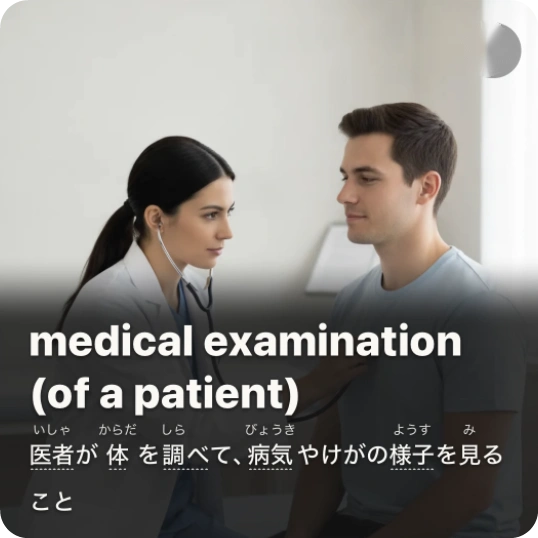 medical examination
(of a patient)
いしゃ からだ しら びょうき ようす み
医者が 体 を調べて、病気やけがの様子を見る
こと